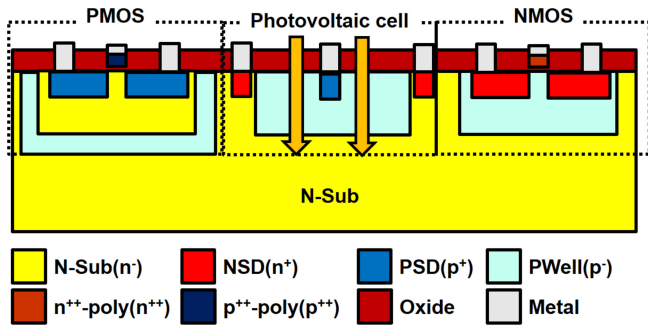 PMOS Photovoltaic cell NMOS
N-Sub
N-Sub(n⁻) NSD(n⁺) PSD(p⁺) PWell(p⁻)
n⁺⁺-poly(n⁺⁺) p⁺⁺-poly(p⁺⁺) Oxide Metal